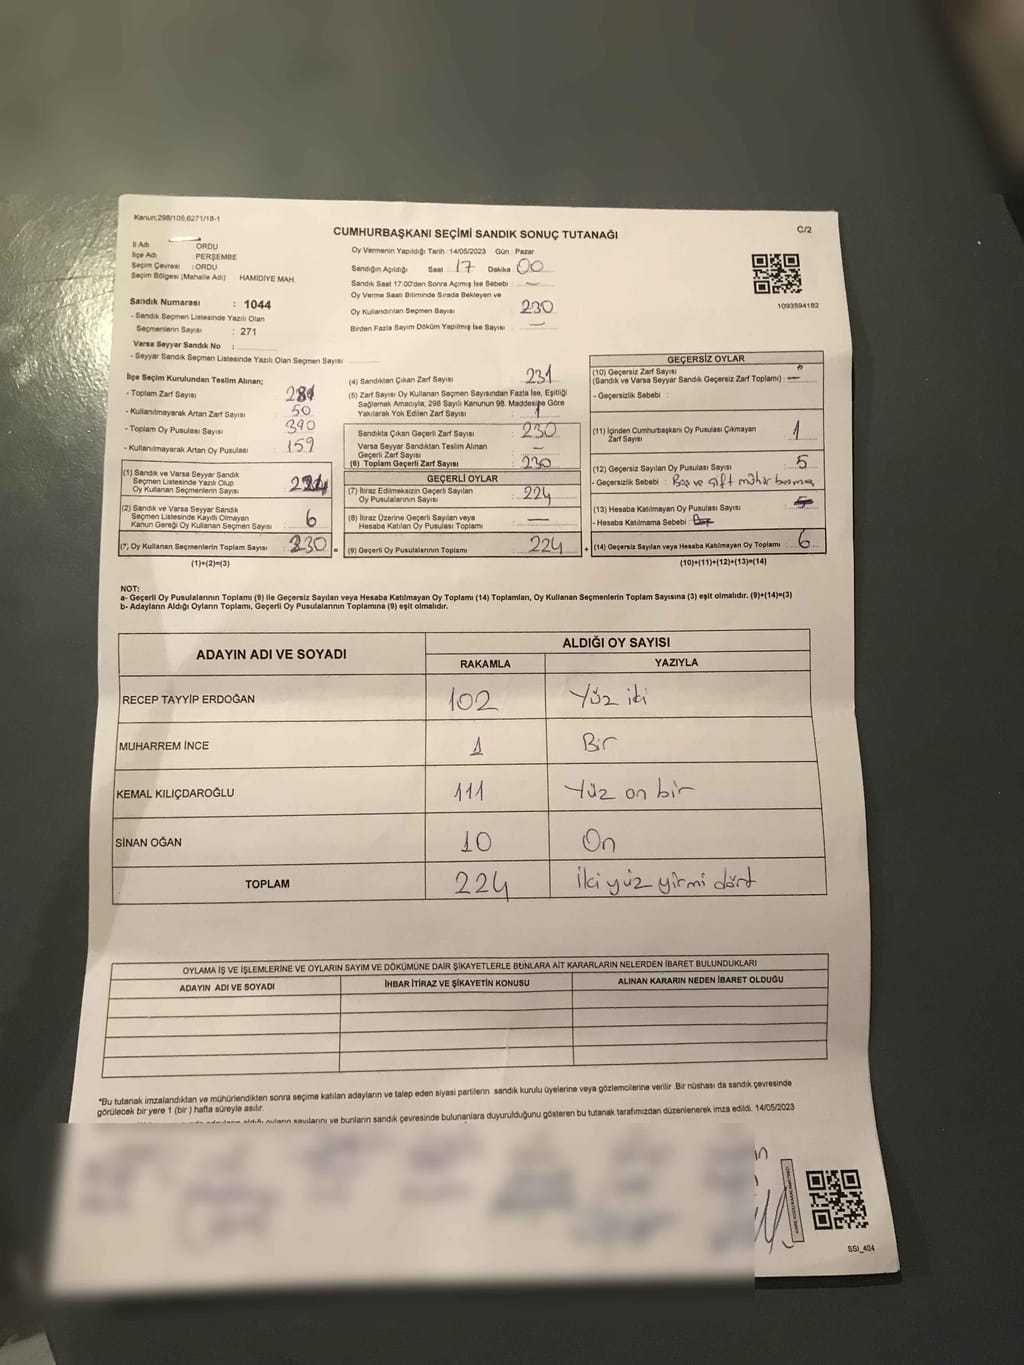 Kanun;298/105;6271/18-1
CUMHURBAŞKANI SEÇİMİ SANDIK SONUÇ TUTANAĞI
C/2
İl Adı ORDU
İlçe Adı PERŞEMBE
Seçim Çevresi : ORDU
Seçim Bölgesi (Mahalle Adı) HAMİDİYE MAH.
Sandık Numarası : 1044
- Sandık Seçmen Listesinde Yazılı Olan
Seçmenlerin Sayısı : 271
Varsa Seyyar Sandık No :
- Seyyar Sandık Seçmen Listesinde Yazılı Olan Seçmen Sayısı:
Oy Vermenin Yapıldığı Tarih :14/05/2023 Gün : Pazar
Sandığın Açıldığı Saat 17 Dakika 00
Sandık Saat 17:00'den Sonra Açımış İse Sebebi : —
Oy Verme Saati Bitiminde Sırada Bekleyen ve
Oy Kullandırılan Seçmen Sayısı 230
Birden Fazla Sayım Döküm Yapılmış İse Sayısı : —
1093594182
İlçe Seçim Kurulundan Teslim Alınan;
- Toplam Zarf Sayısı : 281
- Kullanılmayarak Artan Zarf Sayısı : 50
- Toplam Oy Pusulası Sayısı : 390
- Kullanılmayarak Artan Oy Pusulası : 159
(1) Sandık ve Varsa Seyyar Sandık
Seçmen Listesinde Yazılı Olup
Oy Kullanan Seçmenlerin Sayısı : 224
(2) Sandık ve Varsa Seyyar Sandık
Seçmen Listesinde Kayıtlı Olmayan
Kanun Gereği Oy Kullanan Seçmen Sayısı : 6
Oy Kullanan Seçmenlerin Toplam Sayısı : 230
(1)+(2)=(3)
(4) Sandıktan Çıkan Zarf Sayısı : 231
(5) Zarf Sayısı Oy Kullanan Seçmen Sayısından Fazla İse, Eşitliği
Sağlamak Amacıyla, 298 Sayılı Kanunun 98. Maddesine Göre
Yakılarak Yok Edilen Zarf Sayısı : 1
Sandıkta Çıkan Geçerli Zarf Sayısı : 230
Varsa Seyyar Sandıktan Teslim Alınan
Geçerli Zarf Sayısı : —
(6) Toplam Geçerli Zarf Sayısı : 230
GEÇERLİ OYLAR
(7) İtiraz Edilmeksizin Geçerli Sayılan
Oy Pusulalarının Sayısı : 224
(8) İtiraz Üzerine Geçerli Sayılan veya
Hesaba Katılan Oy Pusulası Toplamı : —
(9) Geçerli Oy Pusulalarının Toplamı : 224
GEÇERSİZ OYLAR
(10) Geçersiz Zarf Sayısı
(Sandık ve Varsa Seyyar Sandık Geçersiz Zarf Toplamı) : —
- Geçersizlik Sebebi :
(11) İçinden Cumhurbaşkanı Oy Pusulası Çıkmayan
Zarf Sayısı : 1
(12) Geçersiz Sayılan Oy Pusulası Sayısı : 5
- Geçersizlik Sebebi : Boş ve çift mühür basma
(13) Hesaba Katılmayan Oy Pusulası Sayısı :
- Hesaba Katılmama Sebebi :
(14) Geçersiz Sayılan veya Hesaba Katılmayan Oy Toplamı : 6
(10)+(11)+(12)+(13)=(14)
NOT:
a- Geçerli Oy Pusulalarının Toplamı (9) ile Geçersiz Sayılan veya Hesaba Katılmayan Oy Toplamı (14) Toplamları, Oy Kullanan Seçmenlerin Toplam Sayısına (3) eşit olmalıdır. (9)+(14)=(3)
b- Adayların Aldığı Oyların Toplamı, Geçerli Oy Pusulalarının Toplamına (9) eşit olmalıdır.
ADAYIN ADI VE SOYADI
ALDIĞI OY SAYISI
RAKAMLA YAZIYLA
RECEP TAYYİP ERDOĞAN 102 Yüz iki
MUHARREM İNCE 1 Bir
KEMAL KILIÇDAROĞLU 111 Yüz on bir
SİNAN OĞAN 10 On
TOPLAM 224 İki yüz yirmi dört
OYLAMA İŞ VE İŞLEMLERİNE VE OYLARIN SAYIM VE DÖKÜMÜNE DAİR ŞİKAYETLERLE BUNLARA AİT KARARLARIN NELERDEN İBARET BULUNDUKLARI
ADAYIN ADI VE SOYADI İHBAR İTİRAZ VE ŞİKAYETİN KONUSU ALINAN KARARIN NEDEN İBARET OLDUĞU
*Bu tutanak imzalandıktan ve mühürlendikten sonra seçime katılan adayların ve talep eden siyasi partilerin sandık kurulu üyelerine veya gözlemcilerine verilir .Bir nüshası da sandık çevresinde
görülecek bir yere 1 (bir ) hafta süreyle asılır.
aldığı oyların sayılarını ve bunların sandık çevresinde bulunanlara duyurulduğunu gösteren bu tutanak tarafımızdan düzenlenerek imza edildi. 14/05/2023
SSI_404